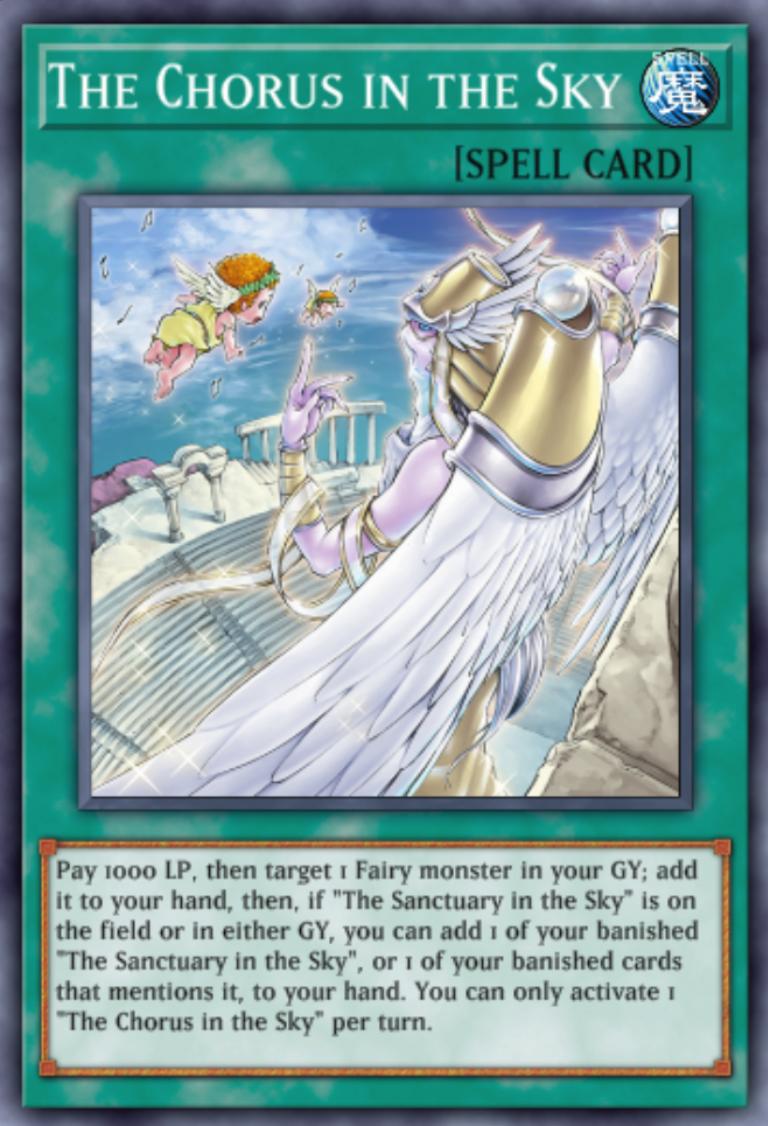 The Chorus in the Sky
SPELL
魔
[SPELL CARD]
Pay 1000 LP, then target 1 Fairy monster in your GY; add
it to your hand, then, if "The Sanctuary in the Sky" is on
the field or in either GY, you can add 1 of your banished
"The Sanctuary in the Sky", or 1 of your banished cards
that mentions it, to your hand. You can only activate 1
"The Chorus in the Sky" per turn.